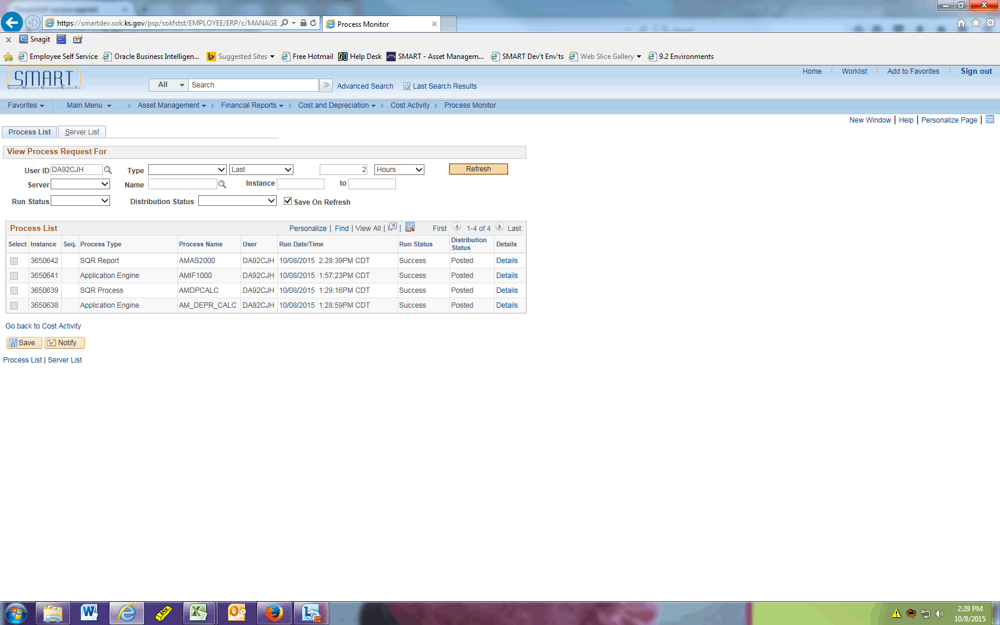 https://smartdev.sok.ks.gov/psp/sokfstst/EMPLOYEE/ERP/c/MANAGE
Process Monitor
Snagit
Employee Self Service Oracle Business Intelligen... Suggested Sites Free Hotmail Help Desk SMART - Asset Managem... SMART Dev't Env'ts Web Slice Gallery 9.2 Environments
SMART
Home Worklist Add to Favorites Sign out
All Search Advanced Search Last Search Results
Favorites Main Menu > Asset Management > Financial Reports > Cost and Depreciation > Cost Activity > Process Monitor
New Window | Help | Personalize Page |
Process List Server List
View Process Request For
User ID DA92CJH Type Last 2 Hours Refresh
Server Name Instance to
Run Status Distribution Status Save On Refresh
Process List Personalize | Find | View All | | First 1-4 of 4 Last
Select Instance Seq. Process Type Process Name User Run Date/Time Run Status Distribution Status Details
3650642 SQR Report AMAS2000 DA92CJH 10/08/2015 2:28:39PM CDT Success Posted Details
3650641 Application Engine AMIF1000 DA92CJH 10/08/2015 1:57:23PM CDT Success Posted Details
3650639 SQR Process AMDPCALC DA92CJH 10/08/2015 1:29:16PM CDT Success Posted Details
3650638 Application Engine AM_DEPR_CALC DA92CJH 10/08/2015 1:28:59PM CDT Success Posted Details
Go back to Cost Activity
Save Notify
Process List | Server List
2:29 PM
10/8/2015